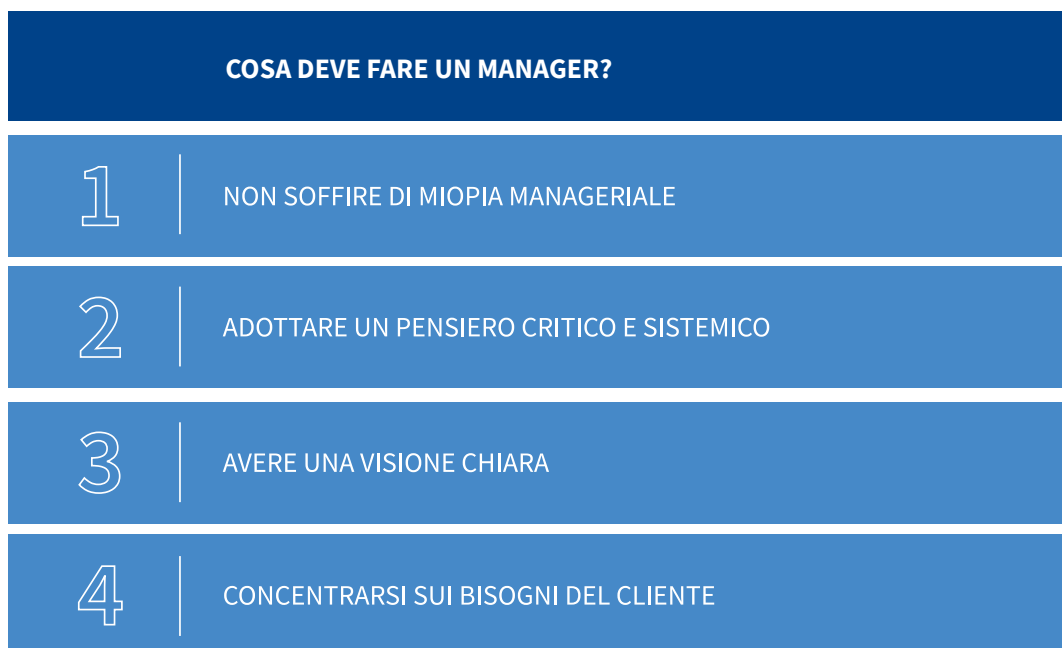 COSA DEVE FARE UN MANAGER?
1
NON SOFFIRE DI MIOPIA MANAGERIALE
2
ADOTTARE UN PENSIERO CRITICO E SISTEMICO
3
AVERE UNA VISIONE CHIARA
4
CONCENTRARSI SUI BISOGNI DEL CLIENTE